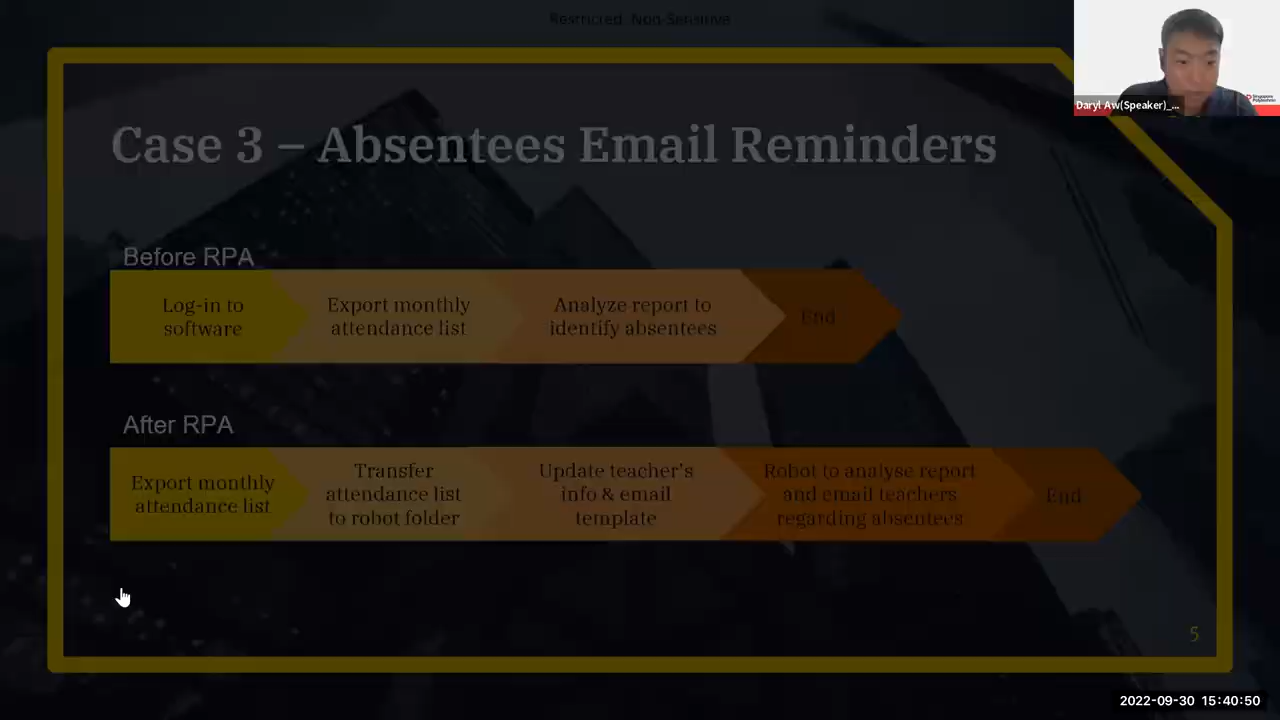 Restricted, Non-Sensitive
Daryl Aw(Speaker)_...
Singapore
Polytechnic
Case 3 – Absentees Email Reminders
Before RPA
Log-in to
software
Export monthly
attendance list
Analyze report to
identify absentees
End
After RPA
Export monthly
attendance list
Transfer
attendance list
to robot folder
Update teacher's
info & email
template
Robot to analyse report
and email teachers
regarding absentees
End
5
2022-09-30 15:40:50